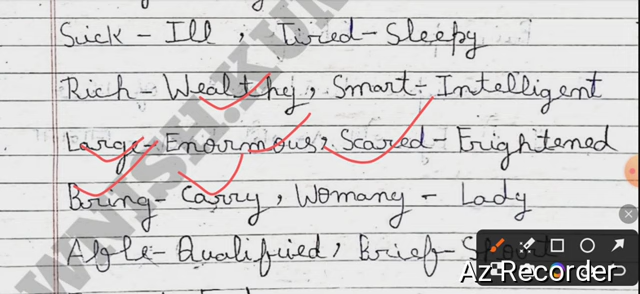 Sick - Ill, Tired - Sleepy
Rich - Wealthy, Smart - Intelligent
Large - Enormous, Scared - Frightened
Bring - Carry, Womany - Lady
Able - Qualified, Brief - Short
Az Recorder